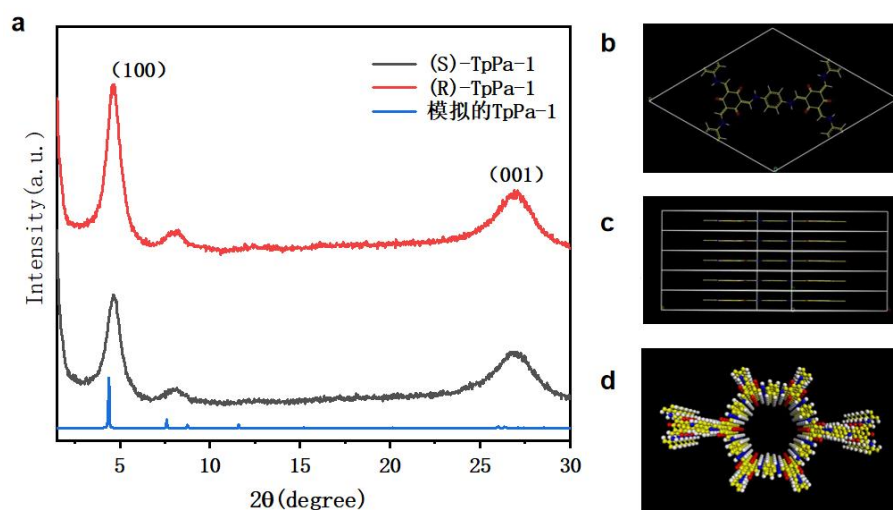 a
(100)
(S)-TpPa-1
(R)-TpPa-1
模拟的TpPa-1
(001)
Intensity(a.u.)
5
10
15
20
25
30
2θ(degree)
b
c
d